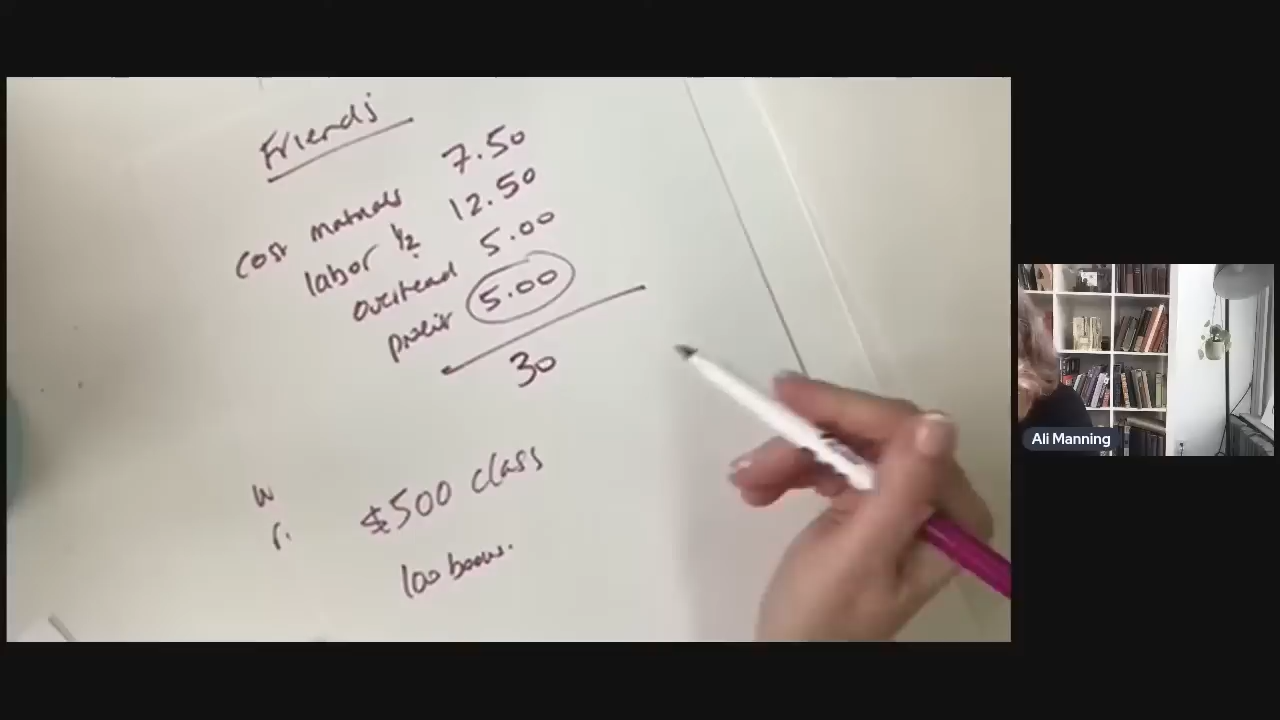 Friends
cost materials 7.50
labor 1/2 12.50
overhead 5.00
profit 5.00
30
$500 class
100 books.
W
r.
Ali Manning